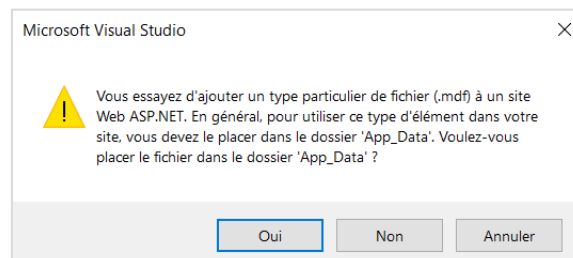 Microsoft Visual Studio
Vous essayez d'ajouter un type particulier de fichier (.mdf) à un site
Web ASP.NET. En général, pour utiliser ce type d'élément dans votre
site, vous devez le placer dans le dossier 'App_Data'. Voulez-vous
placer le fichier dans le dossier 'App_Data' ?
Oui Non Annuler